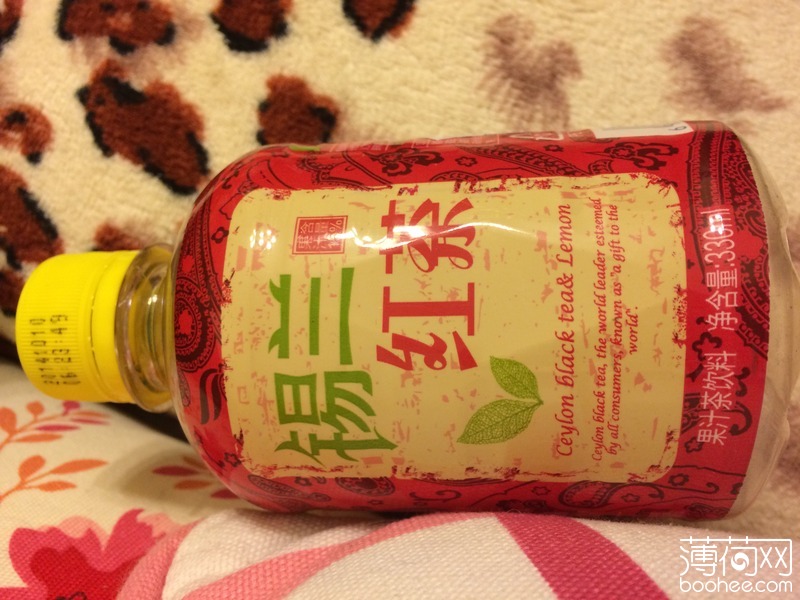 锡兰
红茶
Ceylon black tea& Lemon
Ceylon black tea, the world leader esteemed
by all consumers, known as "a gift to the
world"
果汁茶饮料 净含量:330ml
20141010
薄荷网
boohee.com